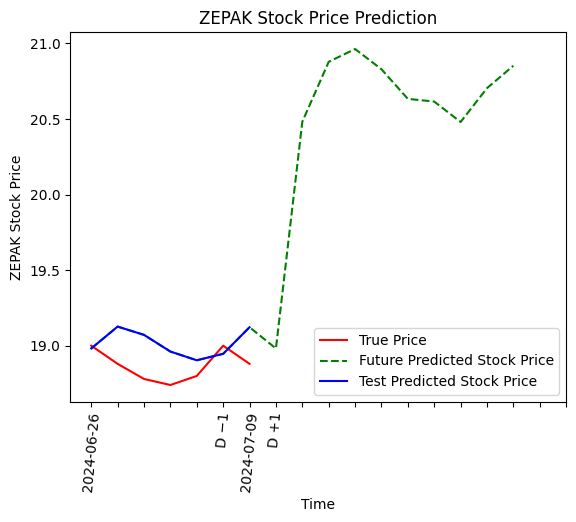 ZEPAK Stock Price Prediction
ZEPAK Stock Price
21.0
20.5
20.0
19.5
19.0
True Price
Future Predicted Stock Price
Test Predicted Stock Price
2024-06-26
D −1
2024-07-09
D +1
Time